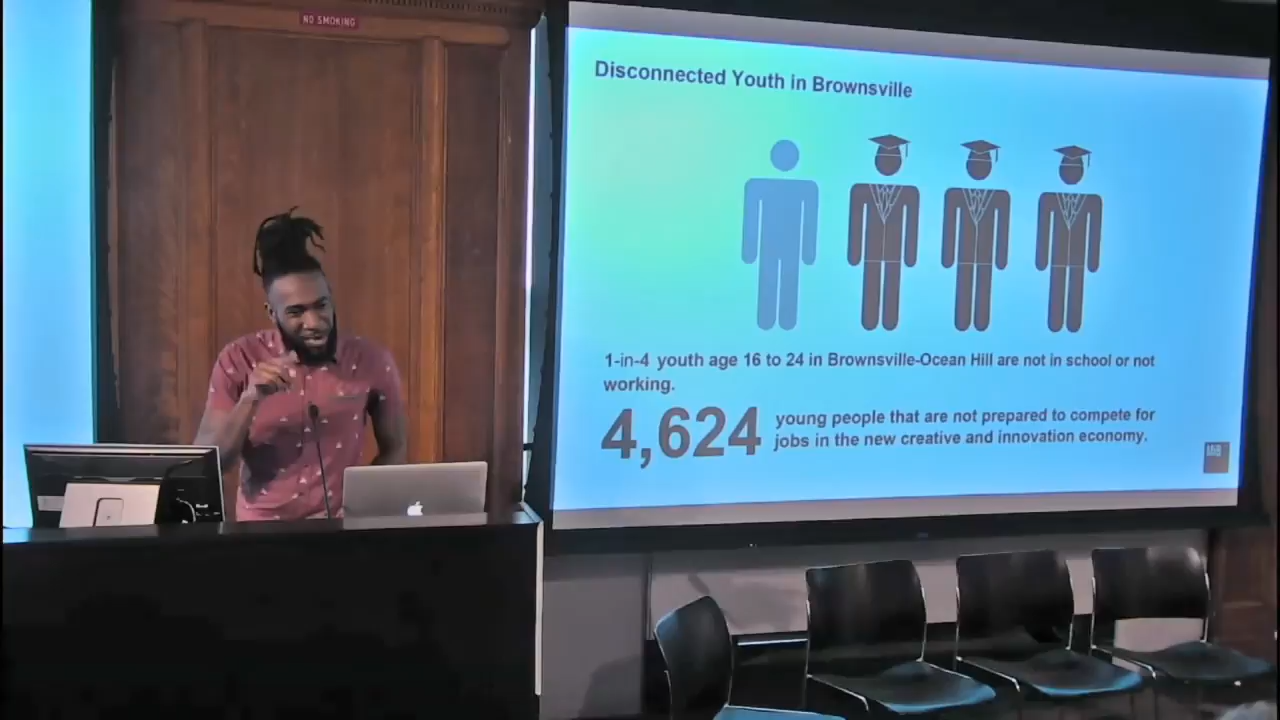 NO SMOKING
Disconnected Youth in Brownsville
1-in-4 youth age 16 to 24 in Brownsville-Ocean Hill are not in school or not
working.
4,624
young people that are not prepared to compete for
jobs in the new creative and innovation economy.
MiB